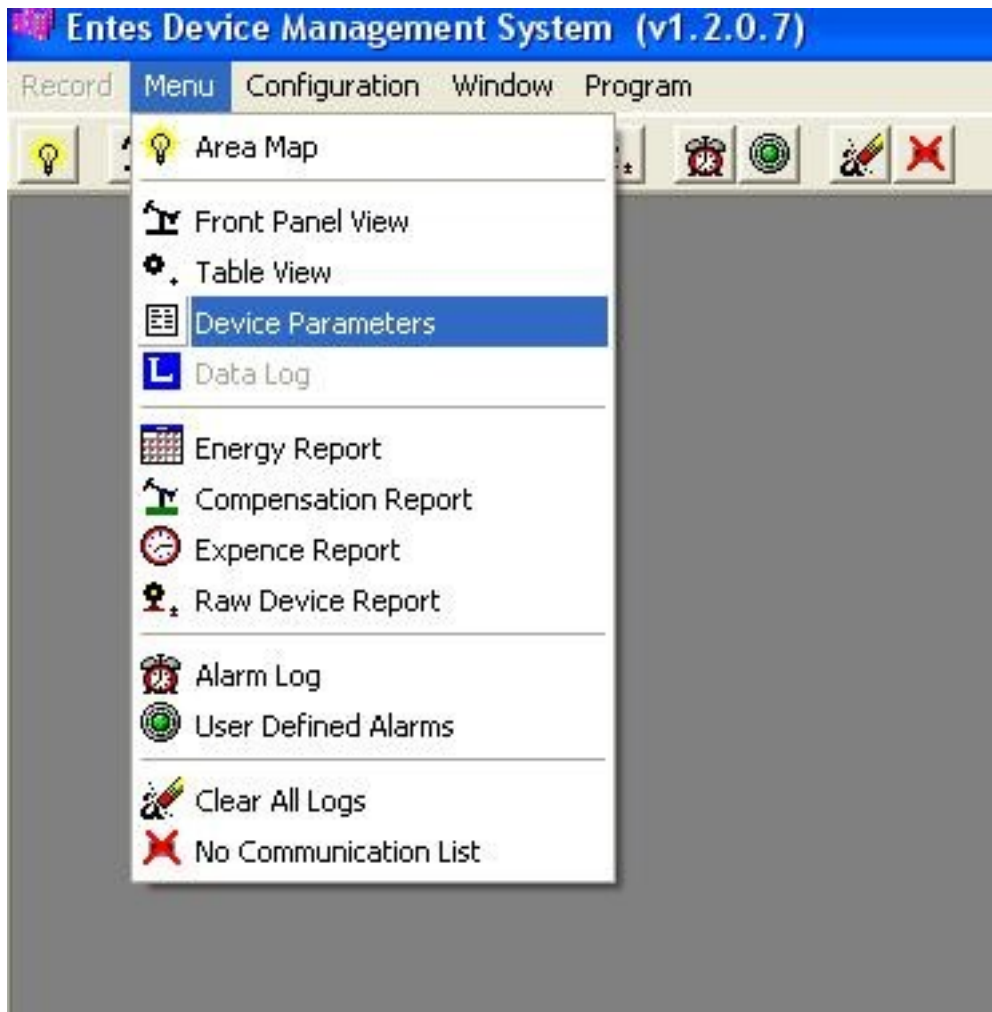 Entes Device Management System (v1.2.0.7)
Record Menu Configuration Window Program
Area Map
Front Panel View
Table View
Device Parameters
L Data Log
Energy Report
Compensation Report
Expence Report
Raw Device Report
Alarm Log
User Defined Alarms
Clear All Logs
No Communication List